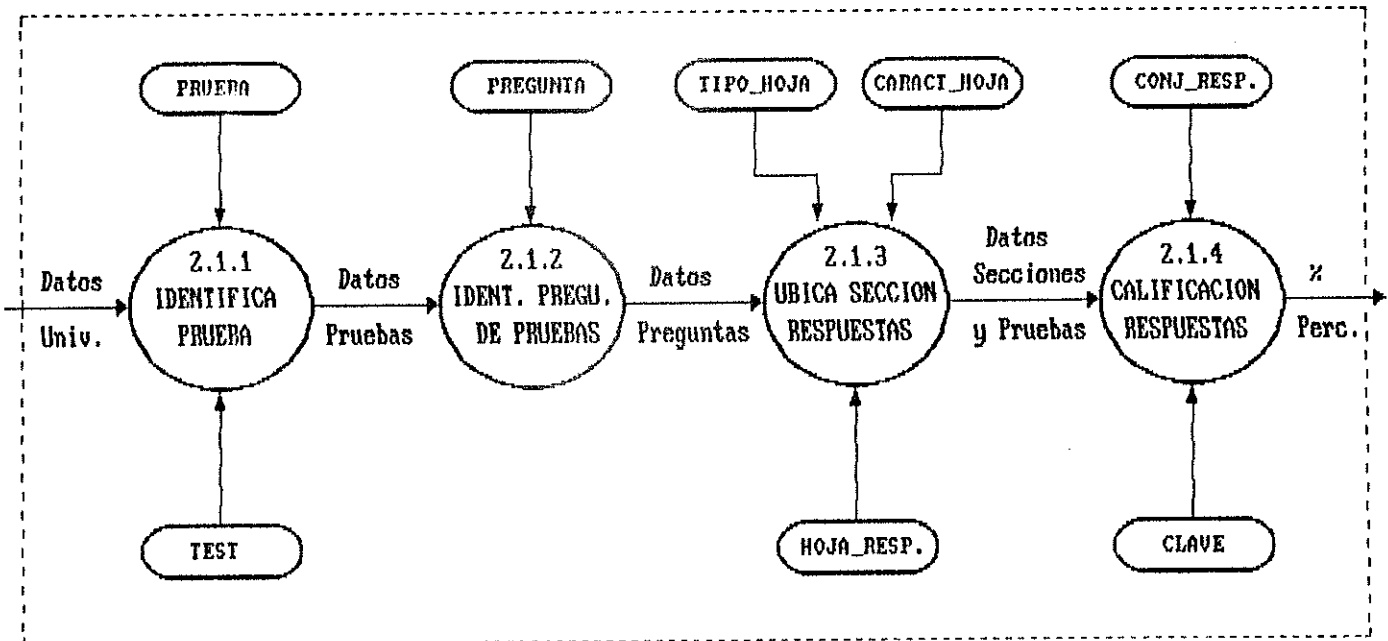 PRUEBA
PREGUNTA
TIPO_HOJA
CARACT_HOJA
CONJ_RESP.
Datos
Univ.
2.1.1
IDENTIFICA
PRUEBA
Datos
Pruebas
2.1.2
IDENT. PREGU.
DE PRUEBAS
Datos
Preguntas
2.1.3
UBICA SECCION
RESPUESTAS
Datos
Secciones
y Pruebas
2.1.4
CALIFICACION
RESPUESTAS
%
Perc.
TEST
HOJA_RESP.
CLAVE